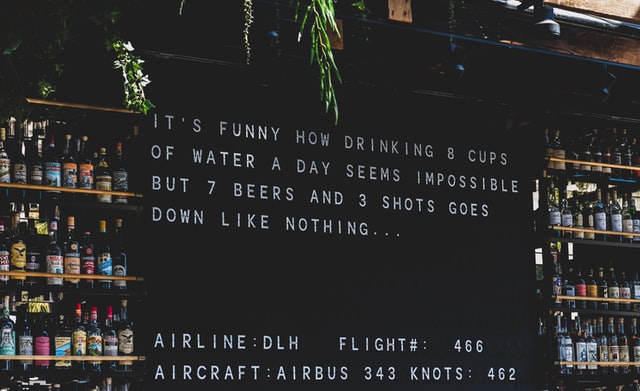 IT'S FUNNY HOW DRINKING 8 CUPS
OF WATER A DAY SEEMS IMPOSSIBLE
BUT 7 BEERS AND 3 SHOTS GOES
DOWN LIKE NOTHING...
AIRLINE:DLH FLIGHT#: 466
AIRCRAFT:AIRBUS 343 KNOTS: 462